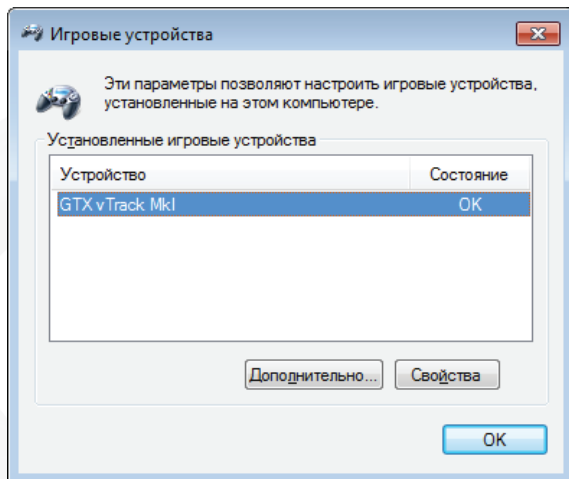 Игровые устройства
Эти параметры позволяют настроить игровые устройства,
установленные на этом компьютере.
Установленные игровые устройства
Устройство Состояние
GTX vTrack MkI OK
Дополнительно... Свойства
OK